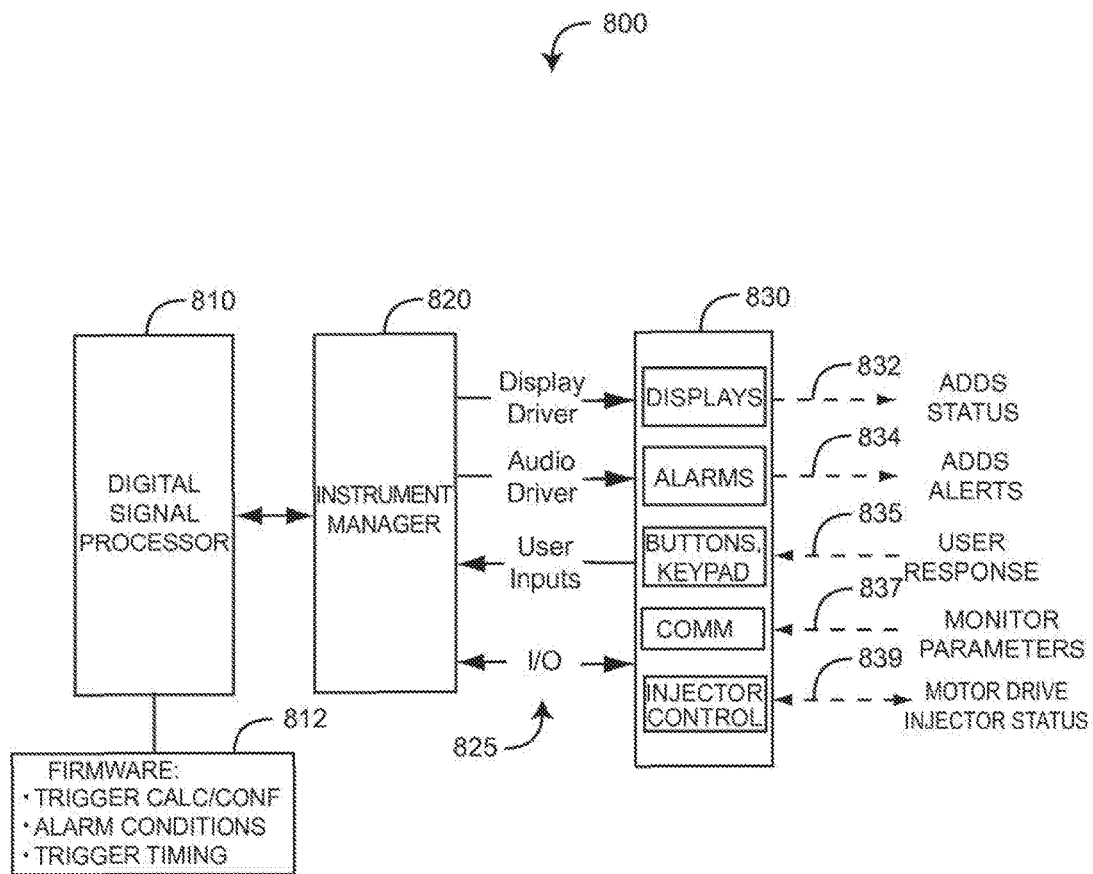 800
810
820
830
DIGITAL
SIGNAL
PROCESSOR
INSTRUMENT
MANAGER
Display
Driver
Audio
Driver
User
Inputs
I/O
825
DISPLAYS
ALARMS
BUTTONS,
KEYPAD
COMM
INJECTOR
CONTROL
832
ADDS
STATUS
834
ADDS
ALERTS
835
USER
RESPONSE
837
MONITOR
PARAMETERS
839
MOTOR DRIVE
INJECTOR STATUS
812
FIRMWARE:
· TRIGGER CALC/CONF
· ALARM CONDITIONS
· TRIGGER TIMING